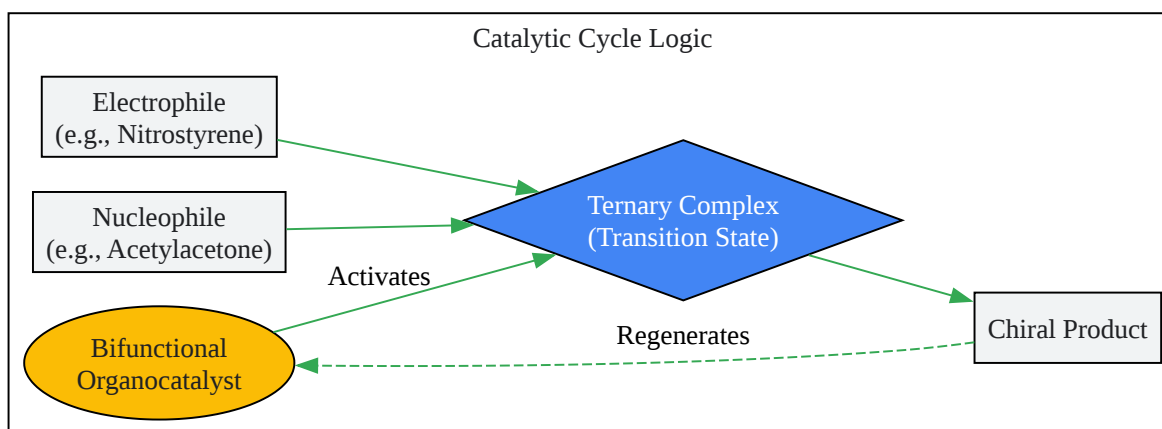 Catalytic Cycle Logic
Electrophile
(e.g., Nitrostyrene)
Nucleophile
(e.g., Acetylacetone)
Ternary Complex
(Transition State)
Activates
Bifunctional
Organocatalyst
Regenerates
Chiral Product